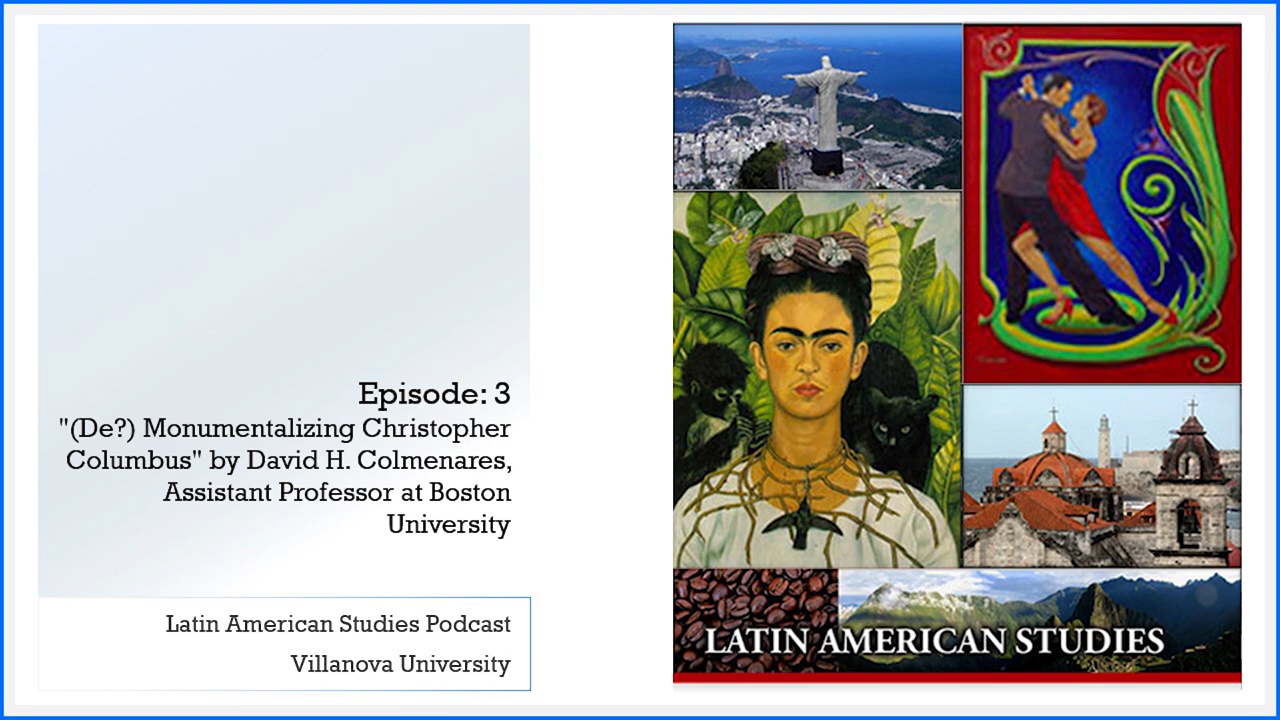 Episode: 3
"(De?) Monumentalizing Christopher
Columbus" by David H. Colmenares,
Assistant Professor at Boston
University
Latin American Studies Podcast
Villanova University
LATIN AMERICAN STUDIES